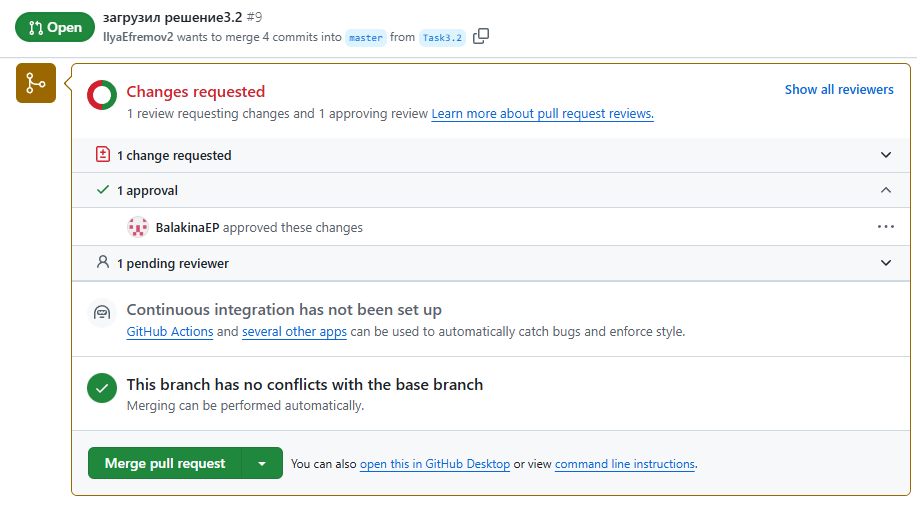 Open
загрузил решение3.2 #9
IlyaEfremov2 wants to merge 4 commits into master from Task3.2
Changes requested
Show all reviewers
1 review requesting changes and 1 approving review Learn more about pull request reviews.
1 change requested
1 approval
BalakinaEP approved these changes
1 pending reviewer
Continuous integration has not been set up
GitHub Actions and several other apps can be used to automatically catch bugs and enforce style.
This branch has no conflicts with the base branch
Merging can be performed automatically.
Merge pull request
You can also open this in GitHub Desktop or view command line instructions.